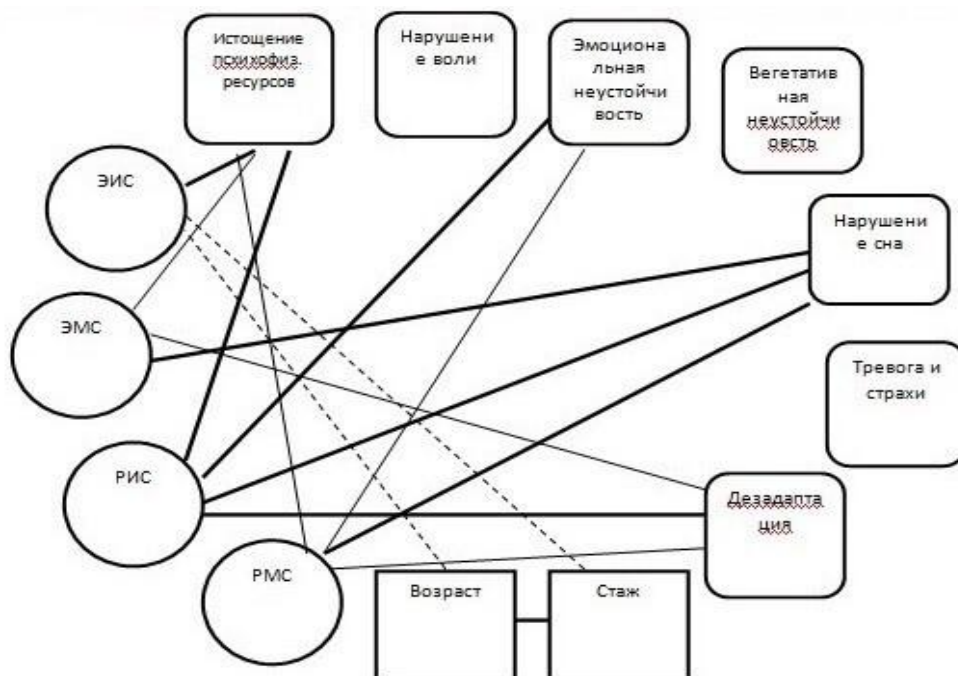 Истощение
психофиз.
ресурсов
Нарушени
е воли
Эмоциона
льная
неустойчи
вость
Вегетатив
ная
неустойчи
овсть
ЭИС
Нарушени
е сна
ЭМС
Тревога и
страхи
РИС
Дезадапта
ция
РМС
Возраст
Стаж